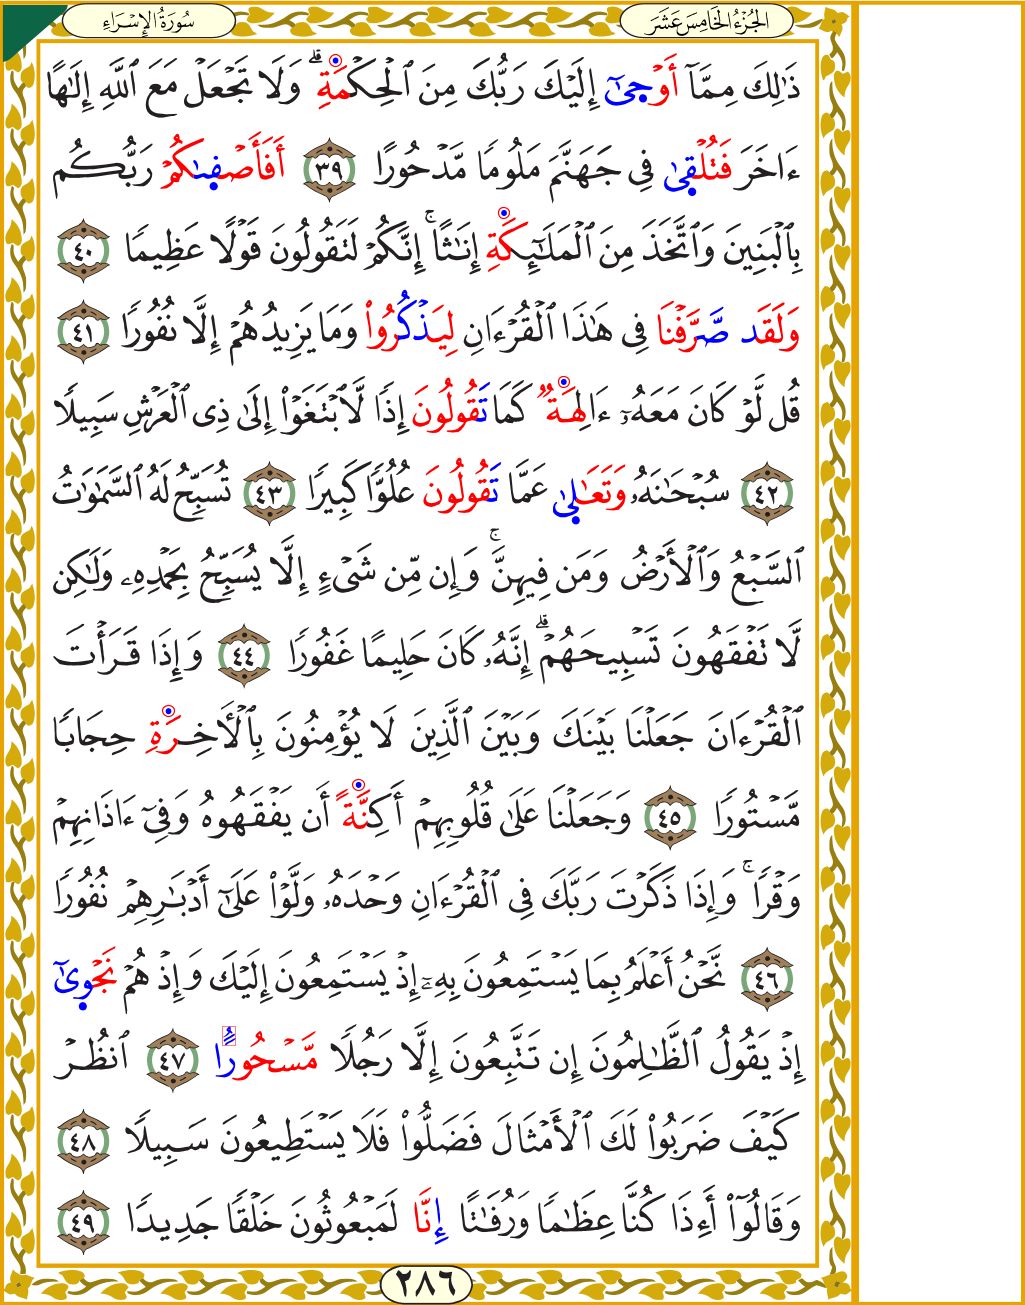 سُورَةُ الإِسْرَاءِ
الجُزْءُ الخَامِسَ عَشَرَ
ذَٰلِكَ مِمَّآ أَوْحَىٰٓ إِلَيْكَ رَبُّكَ مِنَ ٱلْحِكْمَةِۗ وَلَا تَجْعَلْ مَعَ ٱللَّهِ إِلَٰهًا
ءَاخَرَ فَتُلْقَىٰ فِى جَهَنَّمَ مَلُومًا مَّدْحُورًا ٣٩ أَفَأَصْفَىٰكُمْ رَبُّكُم
بِٱلْبَنِينَ وَٱتَّخَذَ مِنَ ٱلْمَلَٰٓئِكَةِ إِنَٰثًاۚ إِنَّكُمْ لَتَقُولُونَ قَوْلًا عَظِيمًا ٤٠
وَلَقَد صَّرَّفْنَا فِى هَٰذَا ٱلْقُرْءَانِ لِيَذْكُرُوا۟ وَمَا يَزِيدُهُمْ إِلَّا نُفُورًا ٤١
قُل لَّوْ كَانَ مَعَهُۥٓ ءَالِهَةٌ كَمَا تَقُولُونَ إِذًا لَّٱبْتَغَوْا۟ إِلَىٰ ذِى ٱلْعَرْشِ سَبِيلًا
٤٢ سُبْحَٰنَهُۥ وَتَعَٰلَىٰ عَمَّا تَقُولُونَ عُلُوًّا كَبِيرًا ٤٣ تُسَبِّحُ لَهُ ٱلسَّمَٰوَٰتُ
ٱلسَّبْعُ وَٱلْأَرْضُ وَمَن فِيهِنَّۚ وَإِن مِّن شَىْءٍ إِلَّا يُسَبِّحُ بِحَمْدِهِۦ وَلَٰكِن
لَّا تَفْقَهُونَ تَسْبِيحَهُمْۗ إِنَّهُۥ كَانَ حَلِيمًا غَفُورًا ٤٤ وَإِذَا قَرَأْتَ
ٱلْقُرْءَانَ جَعَلْنَا بَيْنَكَ وَبَيْنَ ٱلَّذِينَ لَا يُؤْمِنُونَ بِٱلْأَخِرَةِ حِجَابًا
مَّسْتُورًا ٤٥ وَجَعَلْنَا عَلَىٰ قُلُوبِهِمْ أَكِنَّةً أَن يَفْقَهُوهُ وَفِىٓ ءَاذَانِهِمْ
وَقْرًاۚ وَإِذَا ذَكَرْتَ رَبَّكَ فِى ٱلْقُرْءَانِ وَحْدَهُۥ وَلَّوْا۟ عَلَىٰٓ أَدْبَٰرِهِمْ نُفُورًا
٤٦ نَّحْنُ أَعْلَمُ بِمَا يَسْتَمِعُونَ بِهِۦٓ إِذْ يَسْتَمِعُونَ إِلَيْكَ وَإِذْ هُمْ نَجْوَىٰٓ
إِذْ يَقُولُ ٱلظَّٰلِمُونَ إِن تَتَّبِعُونَ إِلَّا رَجُلًا مَّسْحُورًا ٤٧ ٱنظُرْ
كَيْفَ ضَرَبُوا۟ لَكَ ٱلْأَمْثَالَ فَضَلُّوا۟ فَلَا يَسْتَطِيعُونَ سَبِيلًا ٤٨
وَقَالُوٓا۟ أَءِذَا كُنَّا عِظَٰمًا وَرُفَٰتًا إِنَّا لَمَبْعُوثُونَ خَلْقًا جَدِيدًا ٤٩
٢٨٦